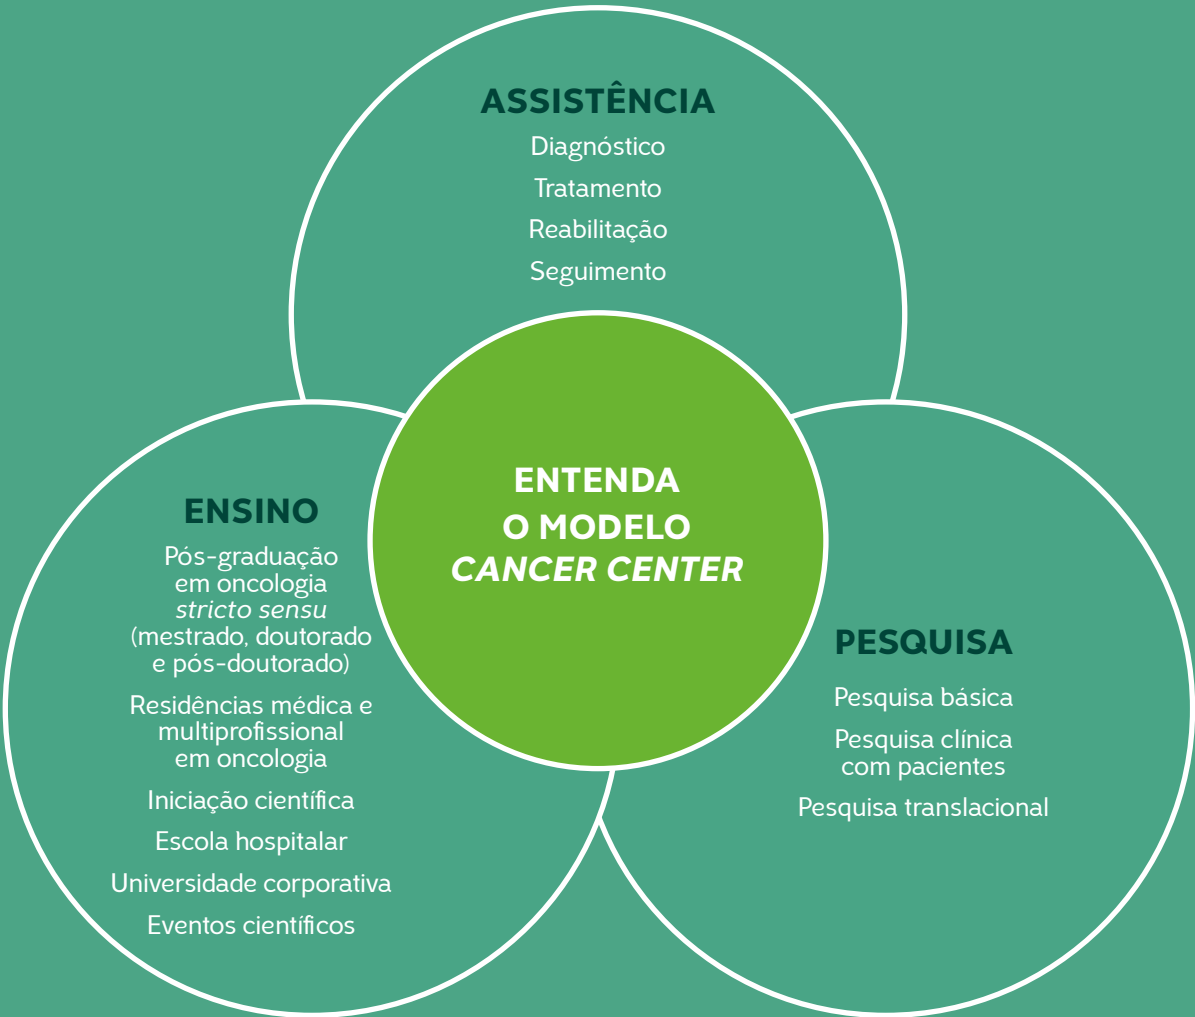 ASSISTÊNCIA
Diagnóstico
Tratamento
Reabilitação
Seguimento
ENTENDA
O MODELO
CANCER CENTER
ENSINO
Pós-graduação
em oncologia
stricto sensu
(mestrado, doutorado
e pós-doutorado)
Residências médica e
multiprofissional
em oncologia
Iniciação científica
Escola hospitalar
Universidade corporativa
Eventos científicos
PESQUISA
Pesquisa básica
Pesquisa clínica
com pacientes
Pesquisa translacional